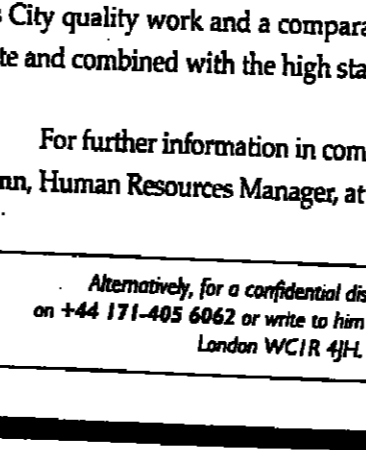 City quality work and a compara
te and combined with the high sta
For further information in com
nn, Human Resources Manager, at
Alternatively, for a confidential dis
on +44 171-405 6062 or write to him
London WC1R 4JH.